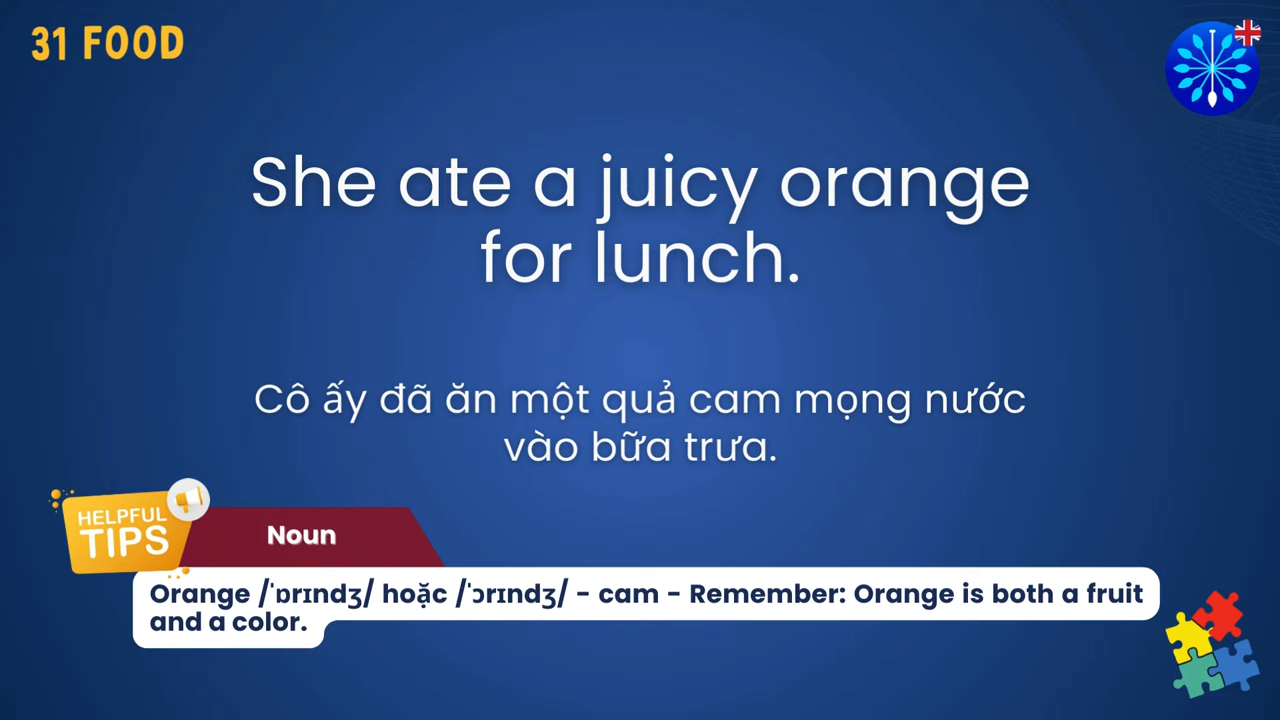 31 FOOD
She ate a juicy orange
for lunch.
Cô ấy đã ăn một quả cam mọng nước
vào bữa trưa.
HELPFUL
TIPS
Noun
Orange /ˈɒrɪndʒ/ hoặc /ˈɔrɪndʒ/ - cam - Remember: Orange is both a fruit
and a color.